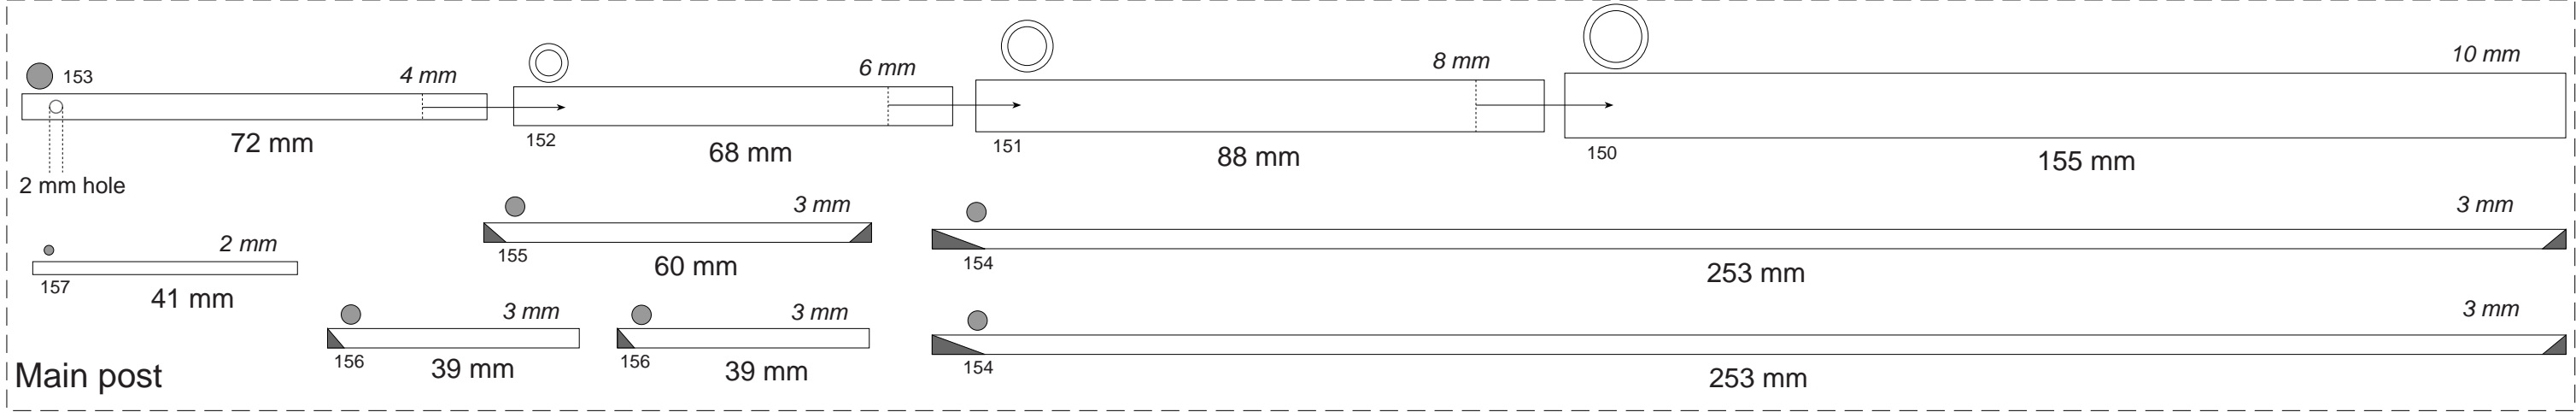 153
4 mm
6 mm
8 mm
10 mm
72 mm
152
68 mm
151
88 mm
150
155 mm
2 mm hole
3 mm
3 mm
2 mm
155
60 mm
154
253 mm
157
41 mm
3 mm
3 mm
3 mm
156
39 mm
156
39 mm
154
253 mm
Main post